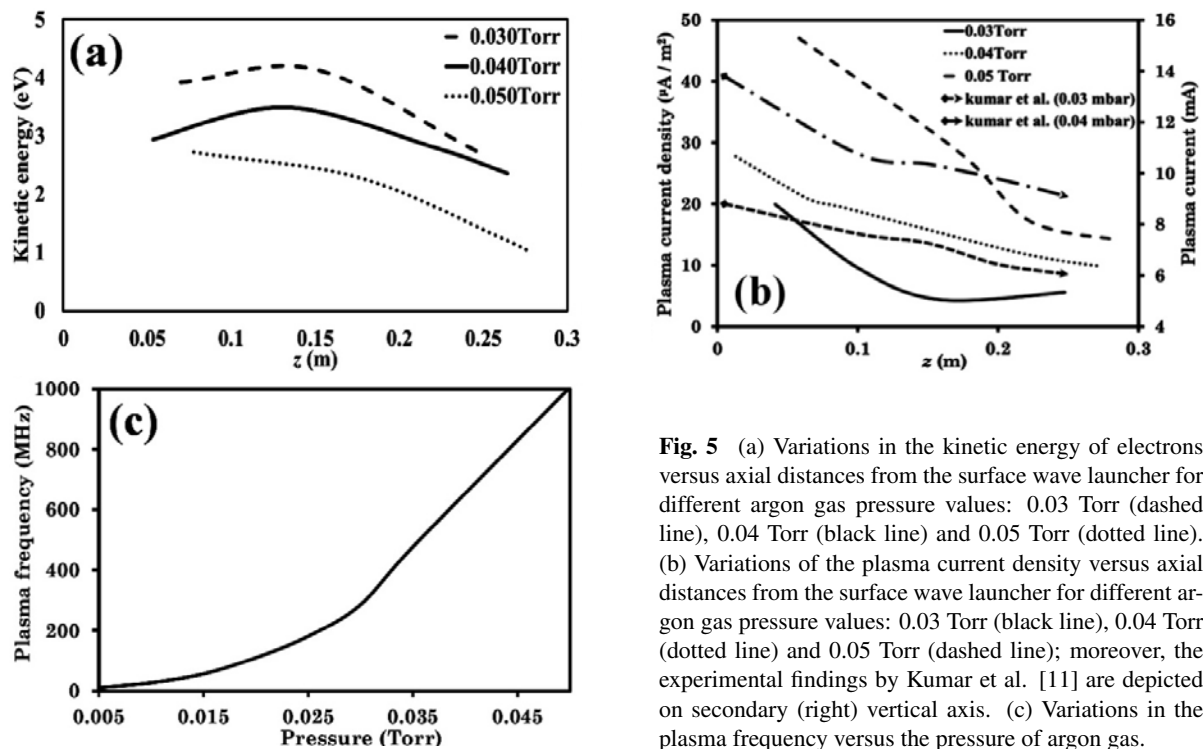 (a)
Kinetic energy (eV)
5
4
3
2
1
0
0.030Torr
0.040Torr
0.050Torr
0
0.05
0.1
0.15
0.2
0.25
0.3
z (m)
(b)
Plasma current density (µA / m²)
50
40
30
20
10
0
0.03Torr
0.04Torr
0.05 Torr
kumar et al. (0.03 mbar)
kumar et al. (0.04 mbar)
16
14
12
10
8
6
4
Plasma current (mA)
0
0.1
0.2
0.3
z (m)
(c)
Plasma frequency (MHz)
1000
800
600
400
200
0
0.005
0.015
0.025
0.035
0.045
Pressure (Torr)
Fig. 5 (a) Variations in the kinetic energy of electrons
versus axial distances from the surface wave launcher for
different argon gas pressure values: 0.03 Torr (dashed
line), 0.04 Torr (black line) and 0.05 Torr (dotted line).
(b) Variations of the plasma current density versus axial
distances from the surface wave launcher for different ar-
gon gas pressure values: 0.03 Torr (black line), 0.04 Torr
(dotted line) and 0.05 Torr (dashed line); moreover, the
experimental findings by Kumar et al. [11] are depicted
on secondary (right) vertical axis. (c) Variations in the
plasma frequency versus the pressure of argon gas.